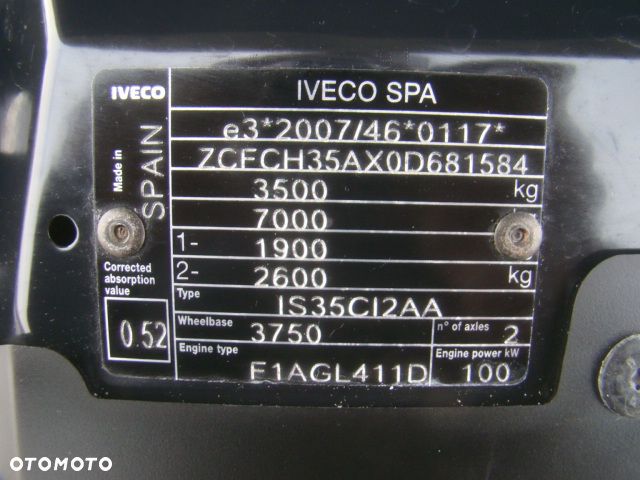 IVECO
IVECO SPA
Made in
SPAIN
e3*2007/46*0117*
ZCFCH35AX0D681584
3500 kg
7000
1- 1900
2- 2600 kg
Corrected
absorption
value
0.52
Type
IS35CI2AA
Wheelbase
3750
n° of axles
2
Engine type
F1AGL411D
Engine power kW
100
OTOMOTO